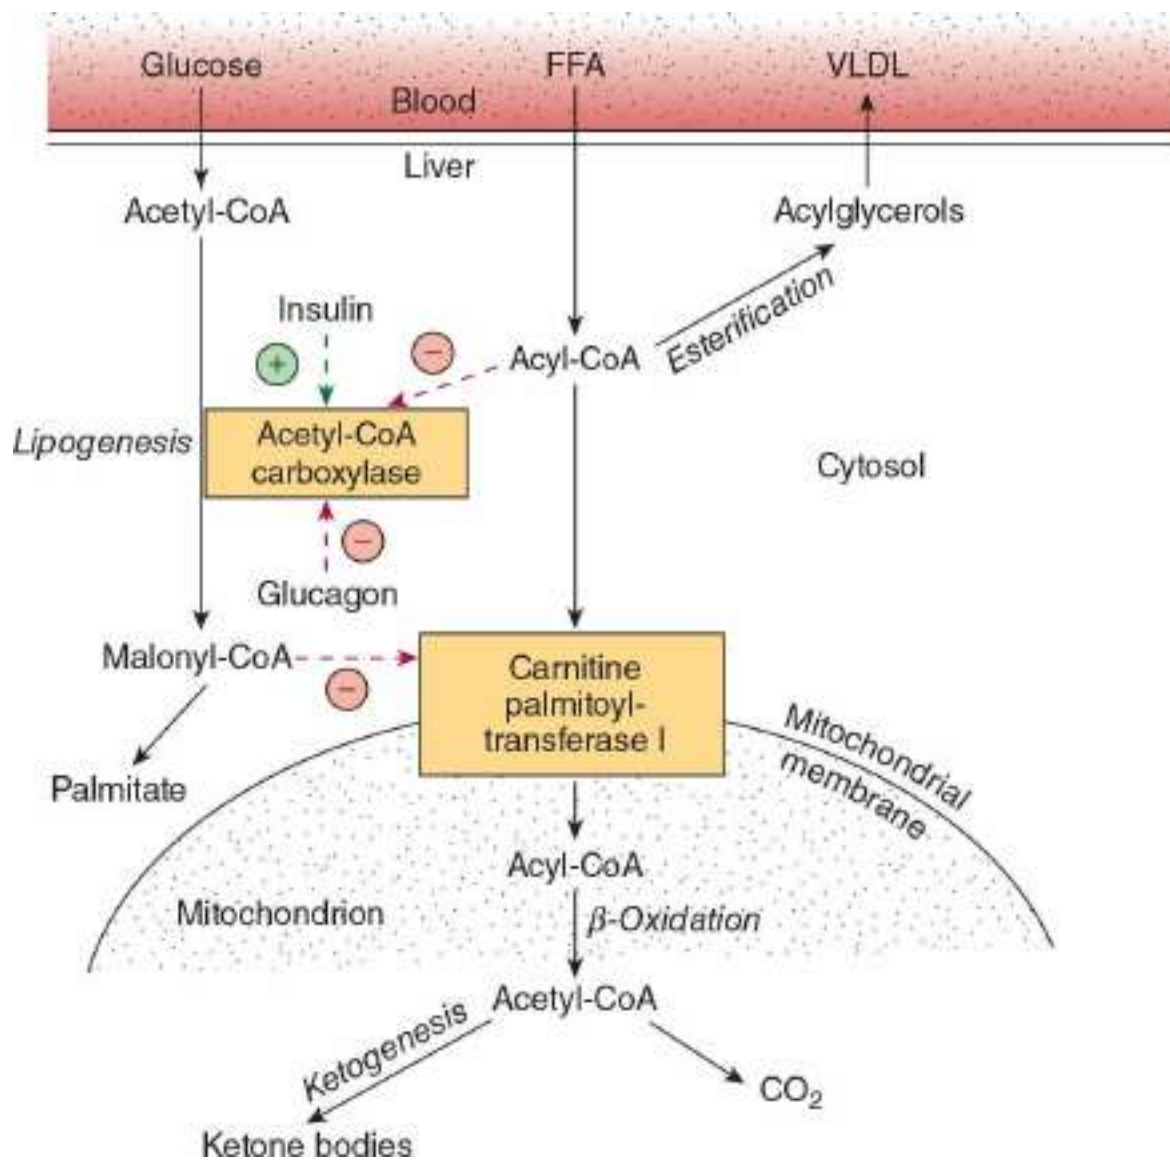 Glucose
FFA
VLDL
Blood
Liver
Acetyl-CoA
Acylglycerols
Insulin
Esterification
+
−
Acyl-CoA
Lipogenesis
Acetyl-CoA
carboxylase
Cytosol
−
Glucagon
Malonyl-CoA
−
Carnitine
palmitoyl-
transferase I
Mitochondrial
membrane
Palmitate
Acyl-CoA
Mitochondrion
β-Oxidation
Acetyl-CoA
Ketogenesis
CO₂
Ketone bodies